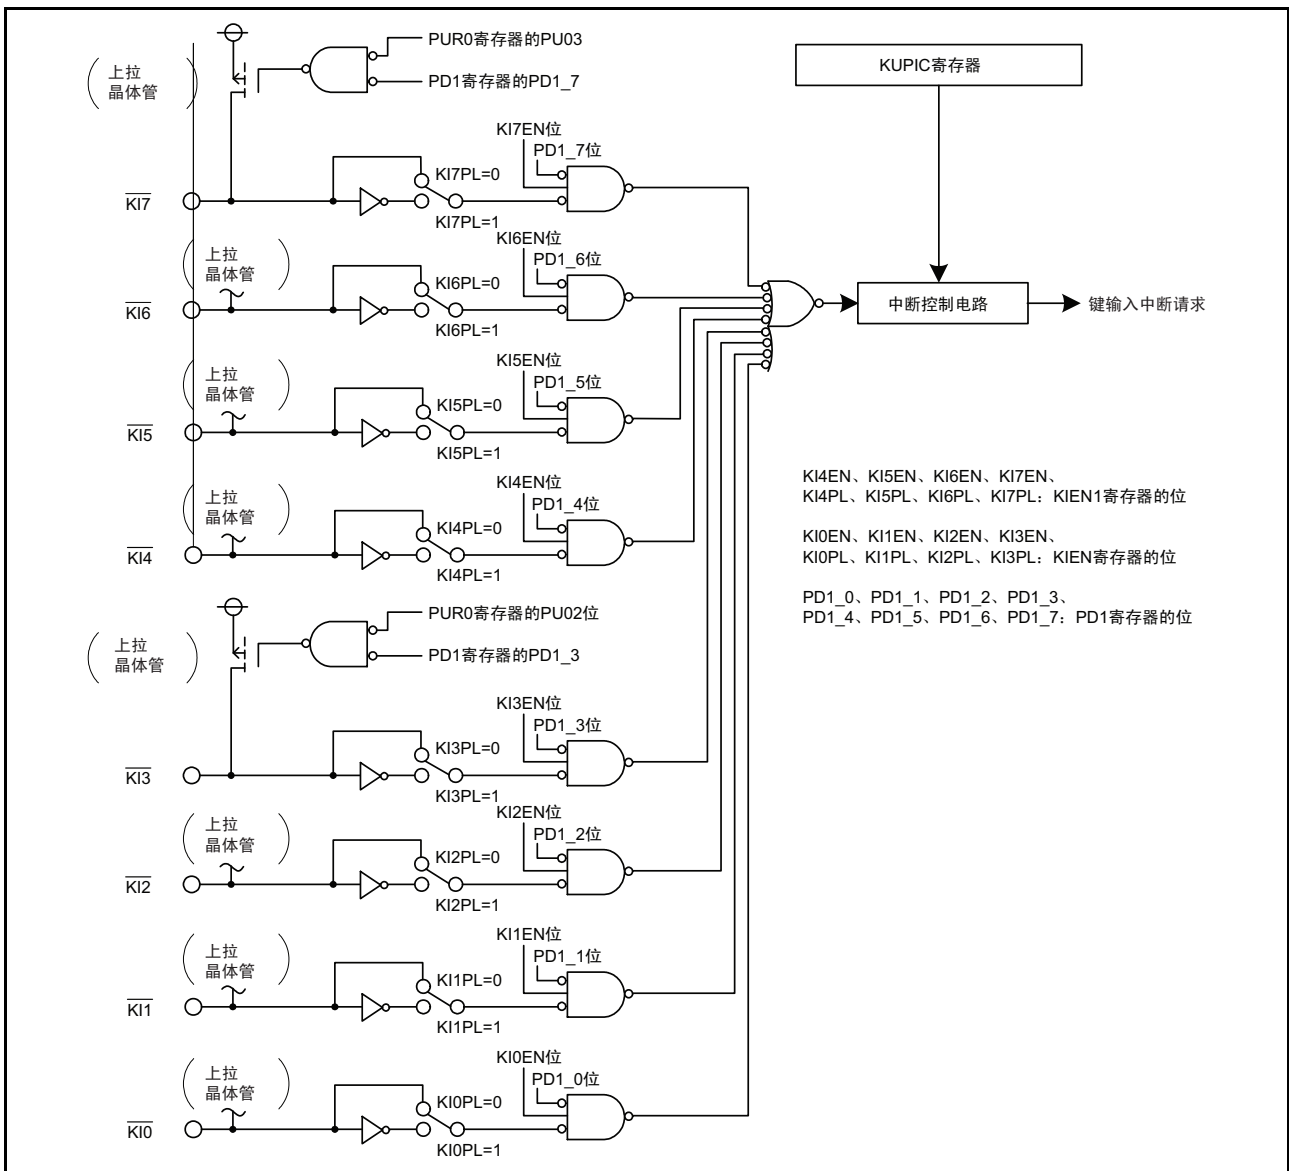 PUR0寄存器的PU03
上拉
晶体管
PD1寄存器的PD1_7
KUPIC寄存器
KI7EN位
PD1_7位
KI7PL=0
KI7
KI7PL=1
上拉
晶体管
KI6EN位
PD1_6位
KI6PL=0
KI6
KI6PL=1
中断控制电路
键输入中断请求
上拉
晶体管
KI5EN位
PD1_5位
KI5PL=0
KI5
KI5PL=1
上拉
晶体管
KI4EN位
PD1_4位
KI4PL=0
KI4
KI4PL=1
KI4EN、KI5EN、KI6EN、KI7EN、
KI4PL、KI5PL、KI6PL、KI7PL：KIEN1寄存器的位
KI0EN、KI1EN、KI2EN、KI3EN、
KI0PL、KI1PL、KI2PL、KI3PL：KIEN寄存器的位
PD1_0、PD1_1、PD1_2、PD1_3、
PD1_4、PD1_5、PD1_6、PD1_7：PD1寄存器的位
PUR0寄存器的PU02位
上拉
晶体管
PD1寄存器的PD1_3
KI3EN位
PD1_3位
KI3PL=0
KI3
KI3PL=1
上拉
晶体管
KI2EN位
PD1_2位
KI2PL=0
KI2
KI2PL=1
上拉
晶体管
KI1EN位
PD1_1位
KI1PL=0
KI1
KI1PL=1
上拉
晶体管
KI0EN位
PD1_0位
KI0PL=0
KI0
KI0PL=1